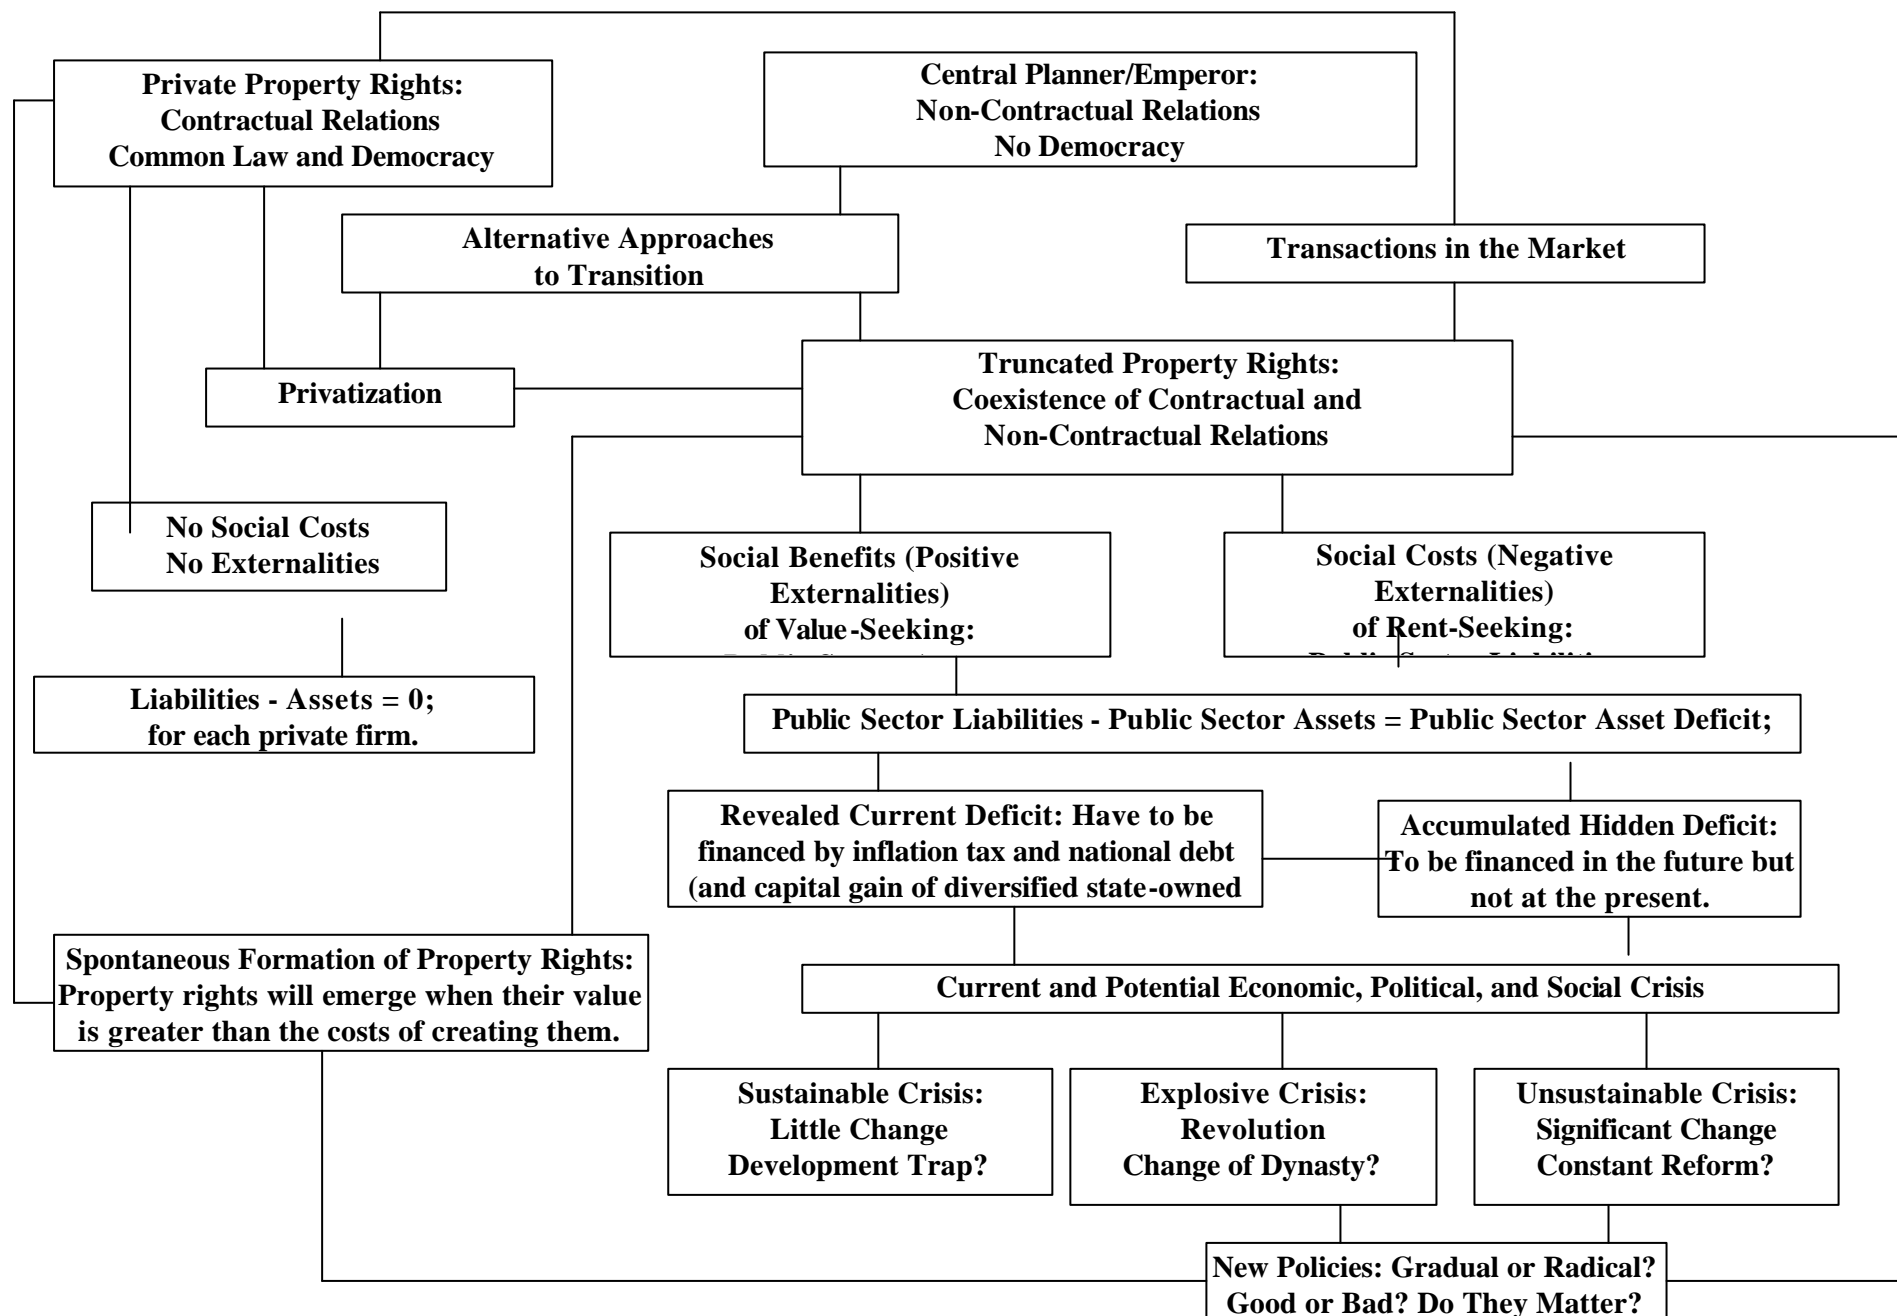 Private Property Rights:
Contractual Relations
Common Law and Democracy
Central Planner/Emperor:
Non-Contractual Relations
No Democracy
Alternative Approaches
to Transition
Transactions in the Market
Privatization
Truncated Property Rights:
Coexistence of Contractual and
Non-Contractual Relations
No Social Costs
No Externalities
Social Benefits (Positive
Externalities)
of Value-Seeking:
Social Costs (Negative
Externalities)
of Rent-Seeking:
Liabilities - Assets = 0;
for each private firm.
Public Sector Liabilities - Public Sector Assets = Public Sector Asset Deficit;
Revealed Current Deficit: Have to be
financed by inflation tax and national debt
(and capital gain of diversified state-owned
Accumulated Hidden Deficit:
To be financed in the future but
not at the present.
Spontaneous Formation of Property Rights:
Property rights will emerge when their value
is greater than the costs of creating them.
Current and Potential Economic, Political, and Social Crisis
Sustainable Crisis:
Little Change
Development Trap?
Explosive Crisis:
Revolution
Change of Dynasty?
Unsustainable Crisis:
Significant Change
Constant Reform?
New Policies: Gradual or Radical?
Good or Bad? Do They Matter?